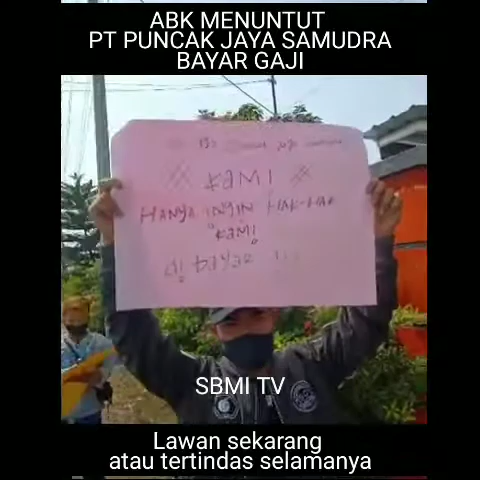 ABK MENUNTUT
PT PUNCAK JAYA SAMUDRA
BAYAR GAJI
KaMI
HANYA INGIN HAK-HAK
KaMI
di bayar !!!
SBMI TV
Lawan sekarang
atau tertindas selamanya